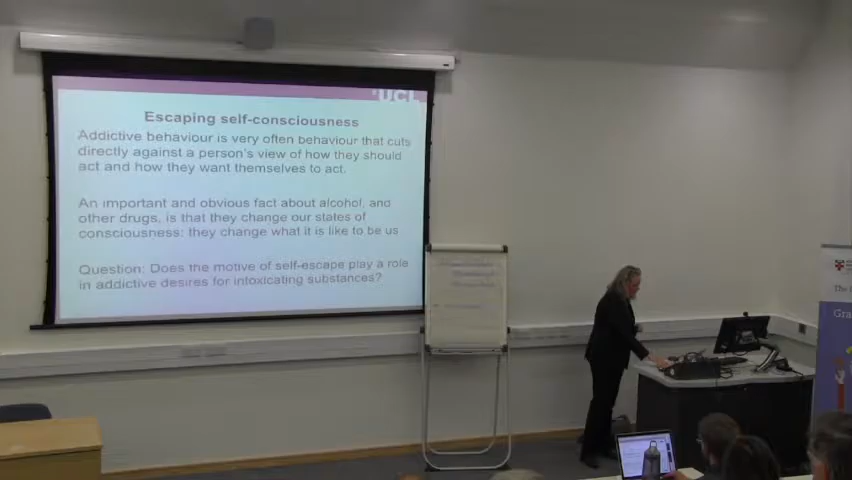 UCL
Escaping self-consciousness
Addictive behaviour is very often behaviour that cuts
directly against a person's view of how they should
act and how they want themselves to act.
An important and obvious fact about alcohol, and
other drugs, is that they change our states of
consciousness: they change what it is like to be us
Question: Does the motive of self-escape play a role
in addictive desires for intoxicating substances?
The
Gra